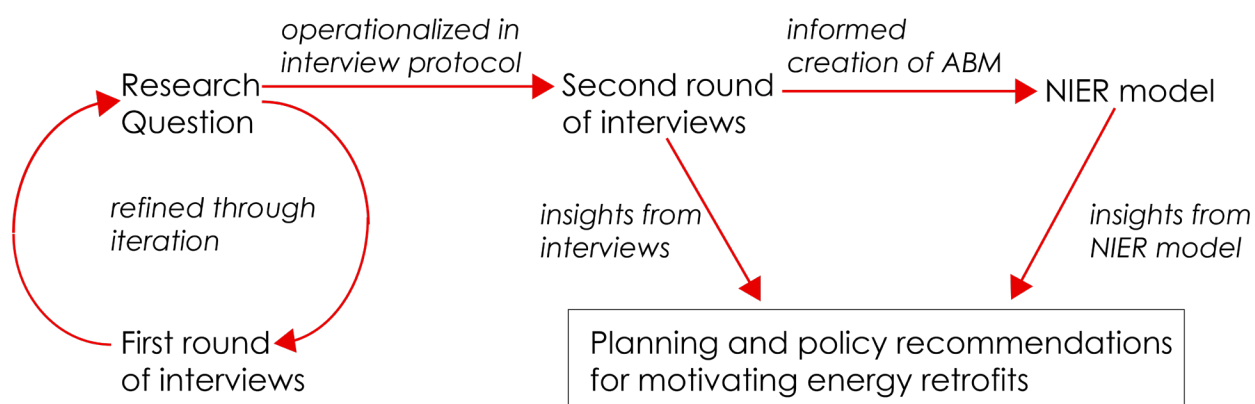 operationalized in
interview protocol
informed
creation of ABM
Research
Question
Second round
of interviews
NIER model
refined through
iteration
insights from
interviews
insights from
NIER model
First round
of interviews
Planning and policy recommendations
for motivating energy retrofits